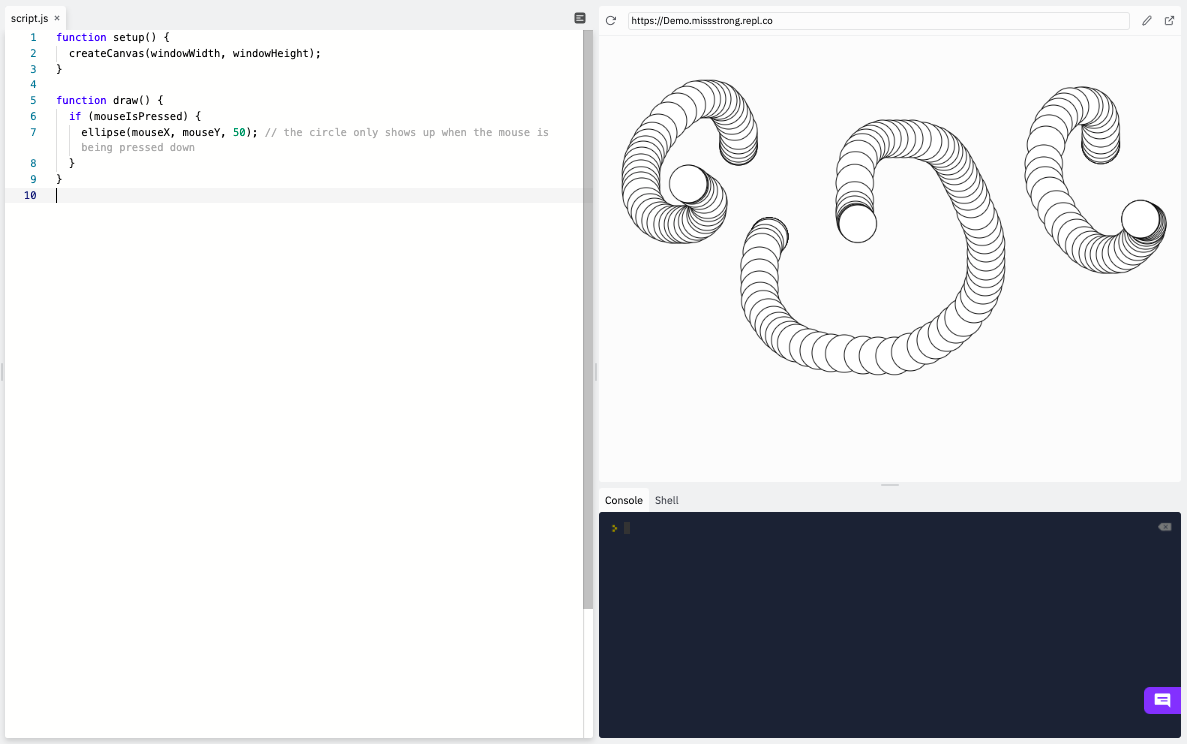 script.js ×
1 function setup() {
2 createCanvas(windowWidth, windowHeight);
3 }
4
5 function draw() {
6 if (mouseIsPressed) {
7 ellipse(mouseX, mouseY, 50); // the circle only shows up when the mouse is
being pressed down
8 }
9 }
10
https://Demo.missstrong.repl.co
Console Shell